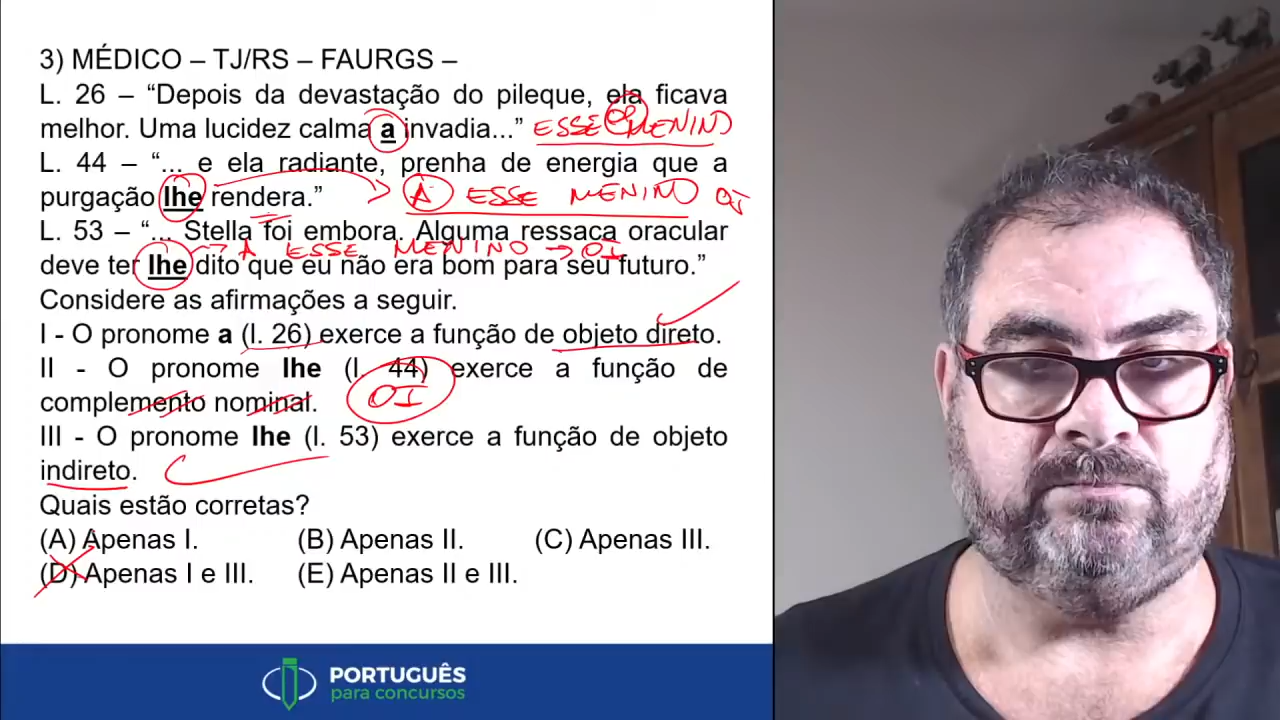 3) MÉDICO – TJ/RS – FAURGS –
L. 26 – “Depois da devastação do pileque, ela ficava
melhor. Uma lucidez calma a invadia...” ESSE MENINO
OD
L. 44 – “... e ela radiante, prenha de energia que a
purgação lhe rendera.” A ESSE MENINO OI
L. 53 – “... Stella foi embora. Alguma ressaca oracular
A ESSE MENINO → OI
deve ter lhe dito que eu não era bom para seu futuro.”
Considere as afirmações a seguir.
I - O pronome a (l. 26) exerce a função de objeto direto.
II - O pronome lhe (l. 44) exerce a função de
complemento nominal. OI
III - O pronome lhe (l. 53) exerce a função de objeto
indireto.
Quais estão corretas?
(A) Apenas I. (B) Apenas II. (C) Apenas III.
(D) Apenas I e III. (E) Apenas II e III.
PORTUGUÊS
para concursos